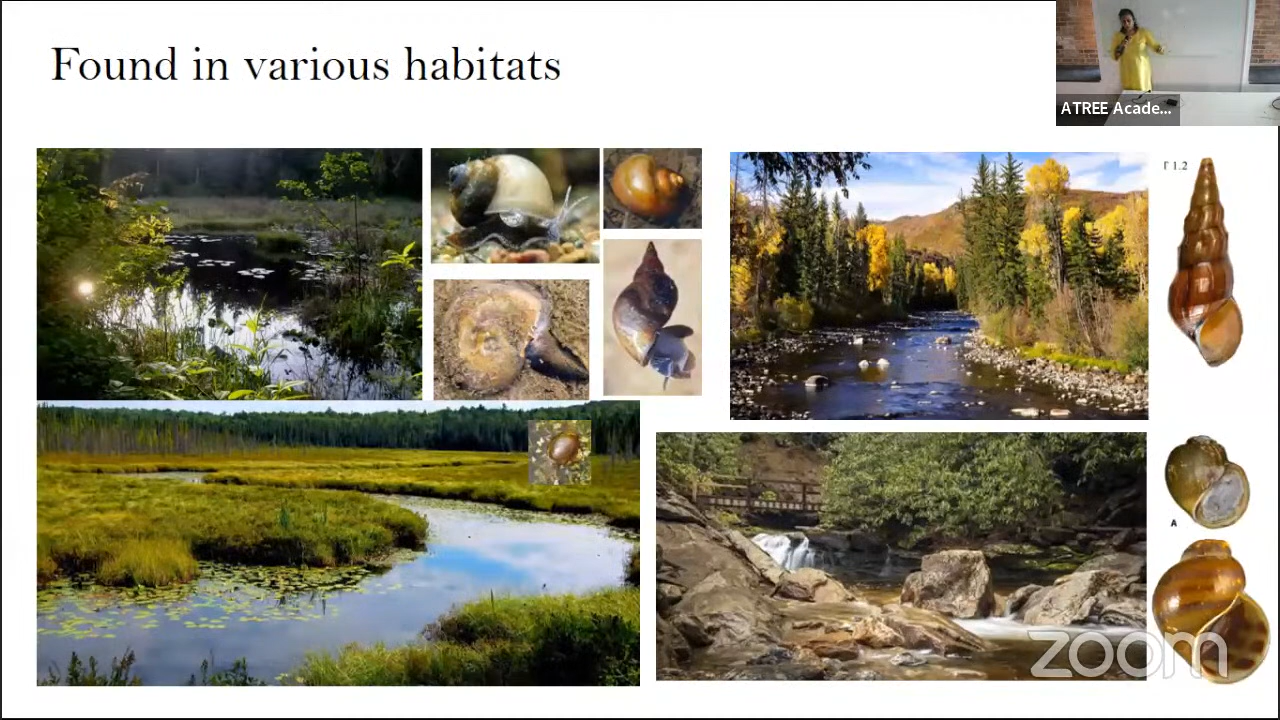 Found in various habitats
ATREE Acade...
Г 1.2
A
zoom